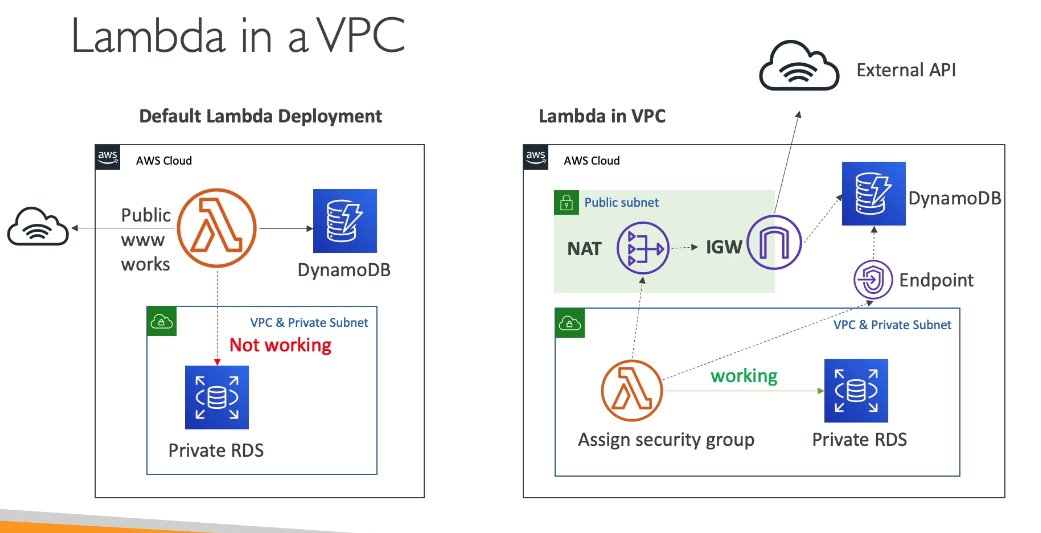 Lambda in a VPC
Default Lambda Deployment
aws
AWS Cloud
Public
www
works
DynamoDB
VPC & Private Subnet
Not working
Private RDS
External API
Lambda in VPC
aws
AWS Cloud
Public subnet
NAT
IGW
DynamoDB
Endpoint
VPC & Private Subnet
working
Assign security group
Private RDS